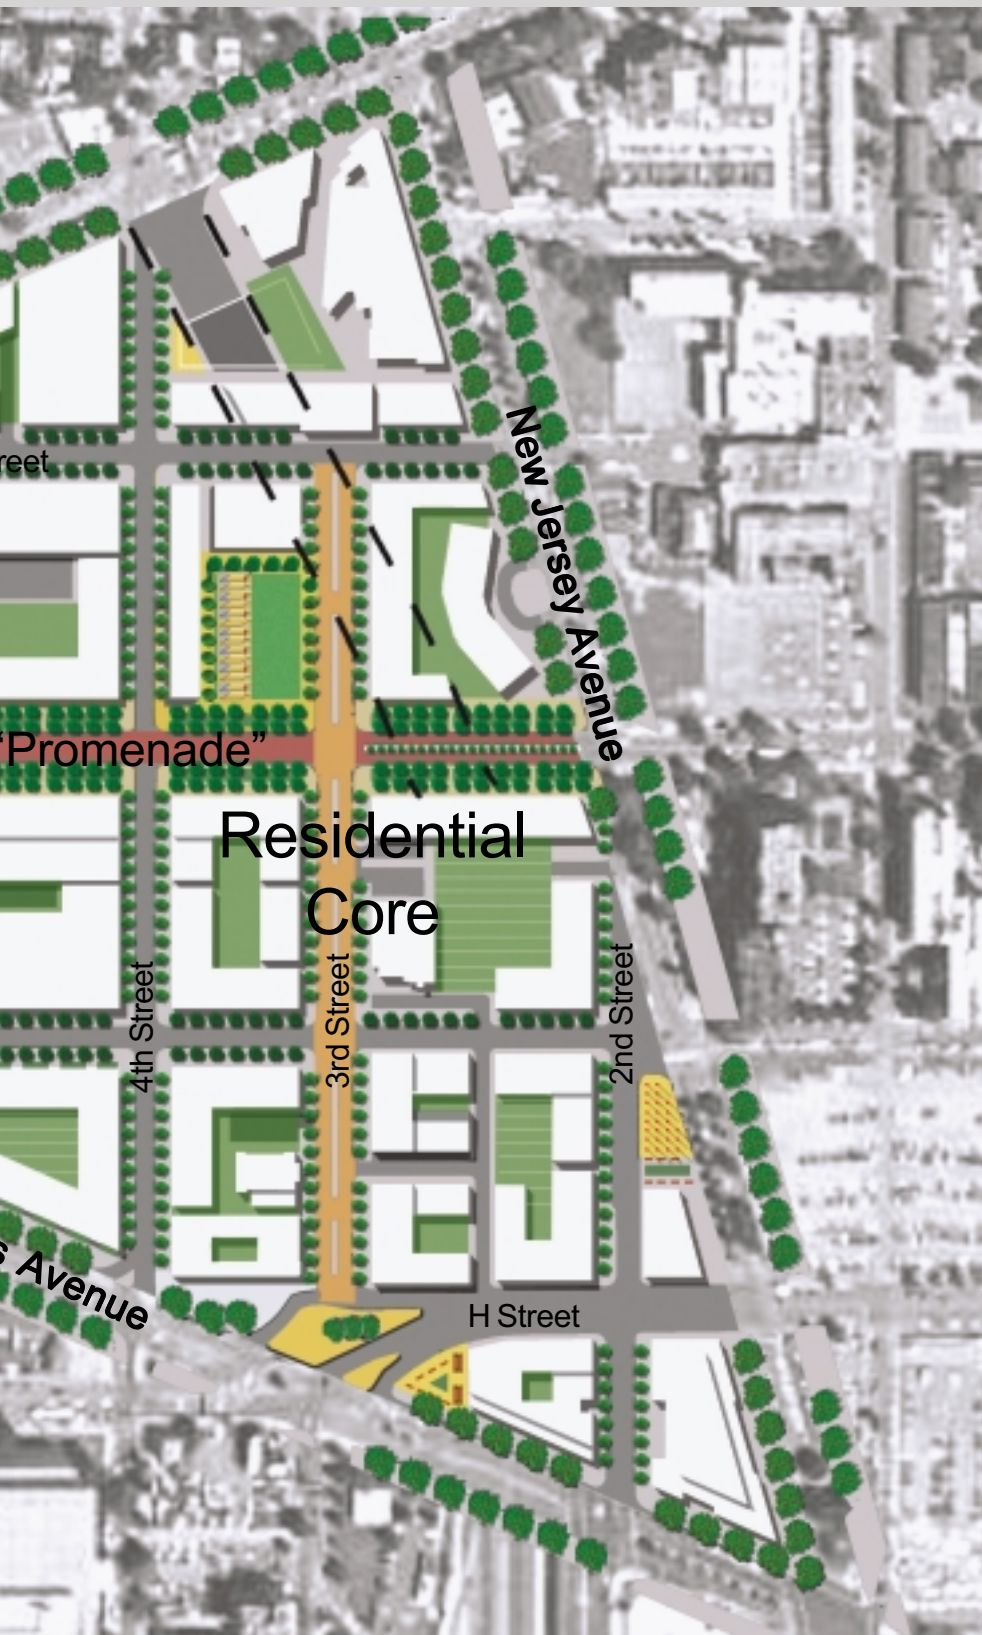 New Jersey Avenue
reet
“Promenade”
Residential
Core
4th Street
3rd Street
2nd Street
s Avenue
H Street